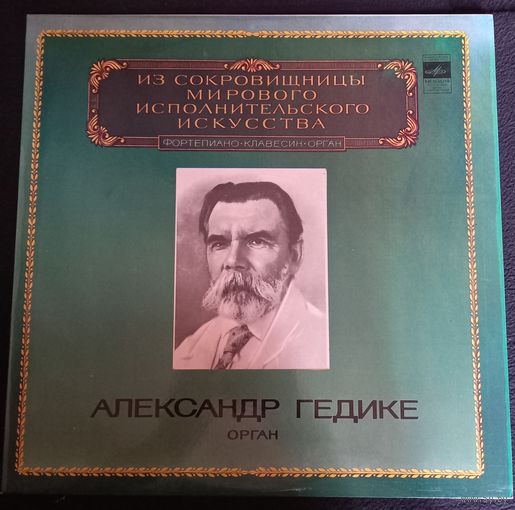 ИЗ СОКРОВИЩНИЦЫ
МИРОВОГО
ИСПОЛНИТЕЛЬСКОГО
ИСКУССТВА
ФОРТЕПИАНО • КЛАВЕСИН • ОРГАН
АЛЕКСАНДР ГЕДИКЕ
ОРГАН